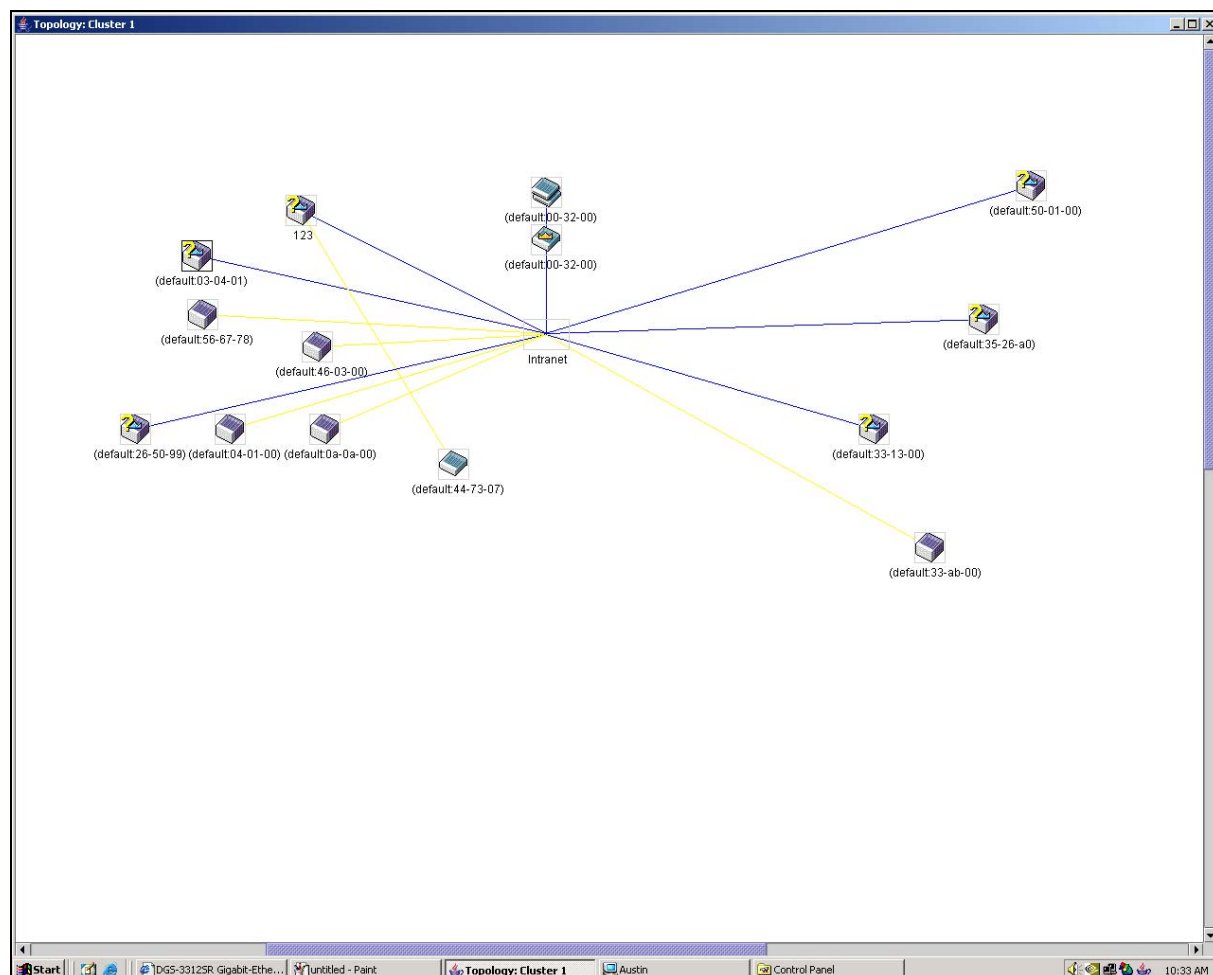 Topology: Cluster 1
(default:00-32-00)
(default:50-01-00)
123
(default:00-32-00)
(default:03-04-01)
(default:56-67-78)
(default:35-26-a0)
Intranet
(default:46-03-00)
(default:26-50-99) (default:04-01-00) (default:0a-0a-00)
(default:33-13-00)
(default:44-73-07)
(default:33-ab-00)
Start DGS-3312SR Gigabit-Ethe... untitled - Paint Topology: Cluster 1 Austin Control Panel 10:33 AM